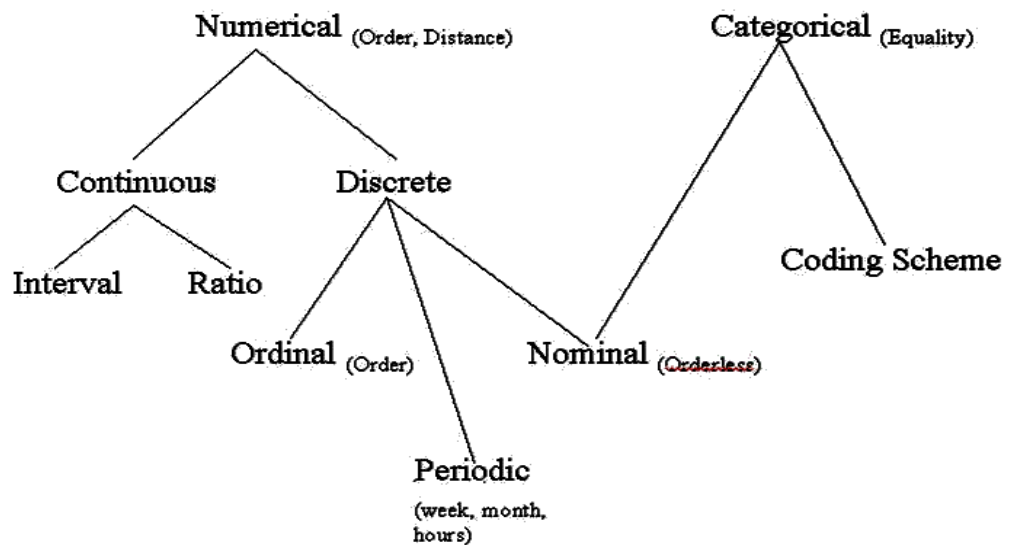 Numerical (Order, Distance)
Categorical (Equality)
Continuous
Discrete
Coding Scheme
Interval
Ratio
Ordinal (Order)
Nominal (Orderless)
Periodic
(week, month,
hours)